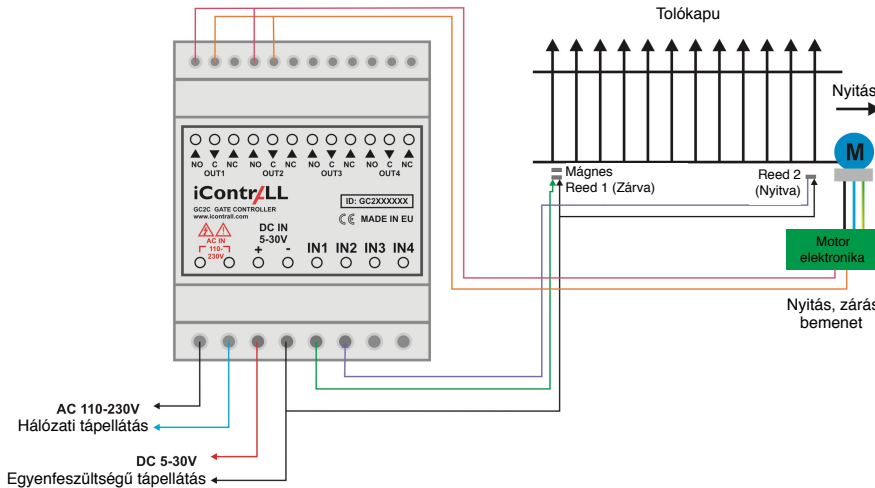 Tolókapu
Nyitás
M
Mágnes
Reed 1 (Zárva)
Reed 2
(Nyitva)
Motor
elektronika
Nyitás, zárás
bemenet
NO C NC NO C NC NO C NC NO C NC
OUT1 OUT2 OUT3 OUT4
iContrALL
ID: GC2XXXXXX
GC2C GATE CONTROLLER
www.icontrall.com
CE MADE IN EU
AC IN
110-
230V
DC IN
5-30V
+ -
IN1 IN2 IN3 IN4
AC 110-230V
Hálózati tápellátás
DC 5-30V
Egyenfeszültségű tápellátás